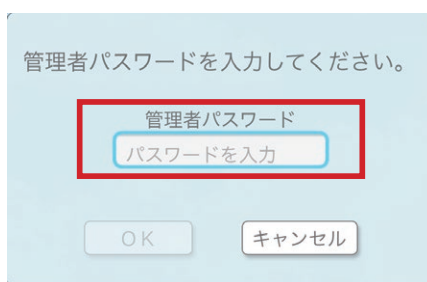 管理者パスワードを入力してください。
管理者パスワード
パスワードを入力
OK
キャンセル